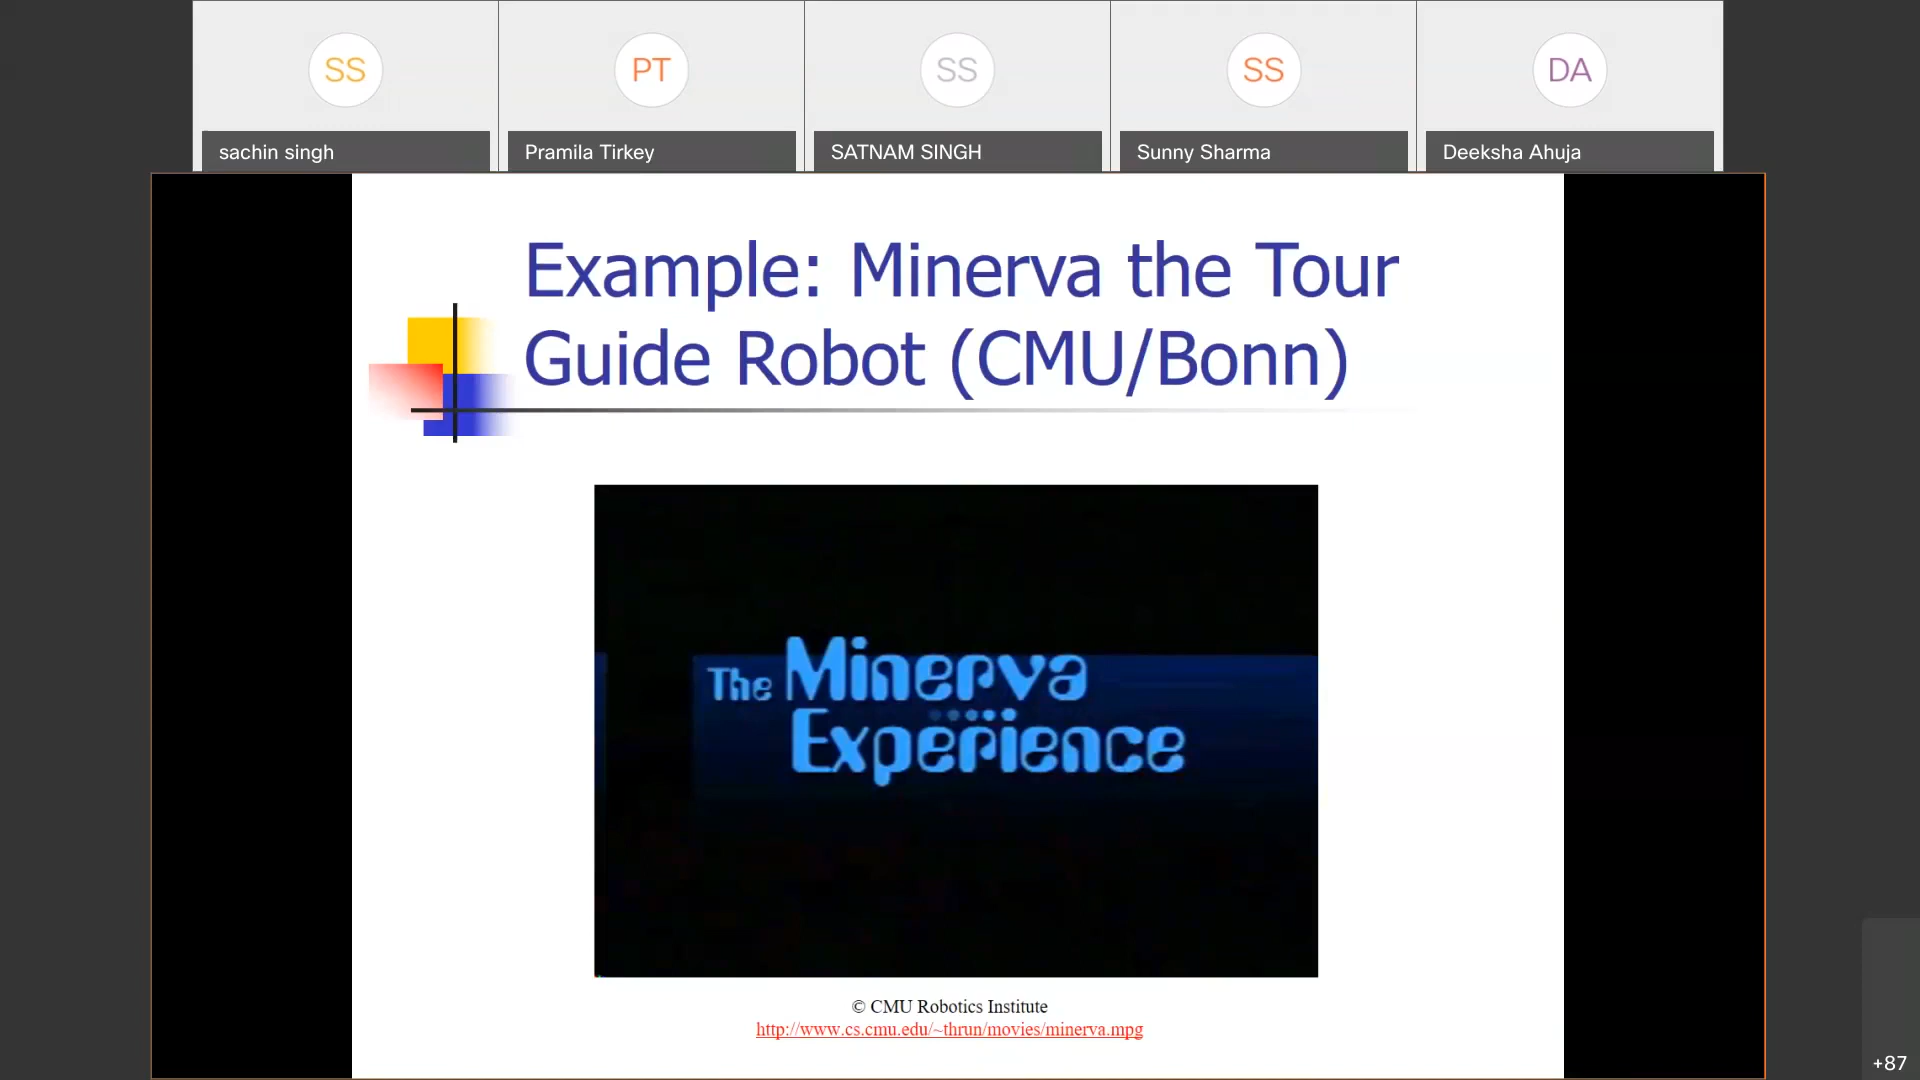 SS
PT
SS
SS
DA
sachin singh
Pramila Tirkey
SATNAM SINGH
Sunny Sharma
Deeksha Ahuja
Example: Minerva the Tour
Guide Robot (CMU/Bonn)
The Minerva
Experience
© CMU Robotics Institute
http://www.cs.cmu.edu/~thrun/movies/minerva.mpg
+87